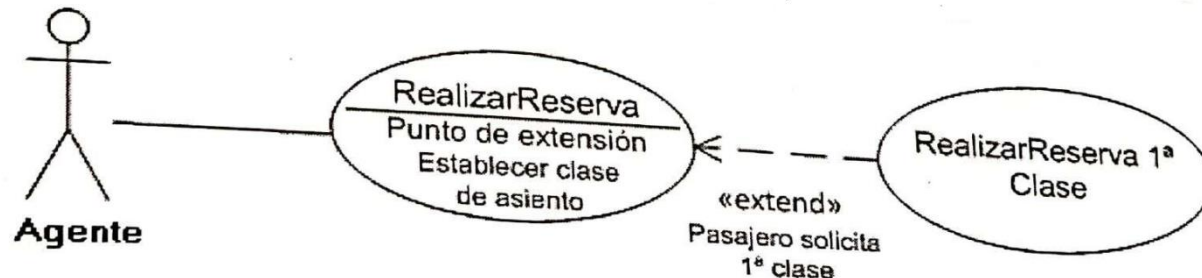 RealizarReserva
Punto de extensión
Establecer clase
de asiento
Agente
«extend»
Pasajero solicita
1ª clase
RealizarReserva 1ª
Clase